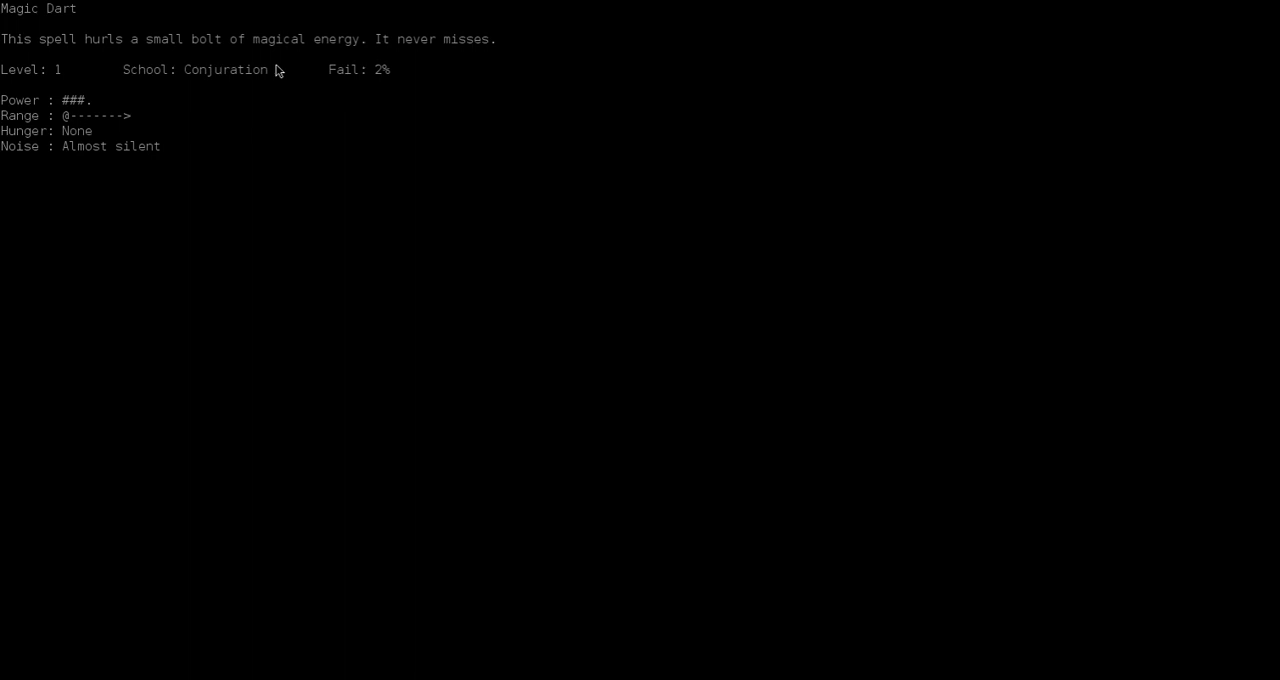 Magic Dart
This spell hurls a small bolt of magical energy. It never misses.
Level: 1        School: Conjuration        Fail: 2%
Power : ###.
Range : @------->
Hunger: None
Noise : Almost silent